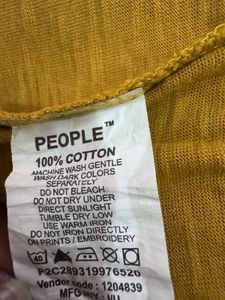 PEOPLE™
100% COTTON
MACHINE WASH GENTLE
WASH DARK COLORS
SEPARATELY
DO NOT BLEACH
DO NOT DRY UNDER
DIRECT SUNLIGHT
TUMBLE DRY LOW
USE WARM IRON
DO NOT IRON DIRECTLY
ON PRINTS / EMBROIDERY
40
P2C289319976520
Vendor code : 1204839
MFG